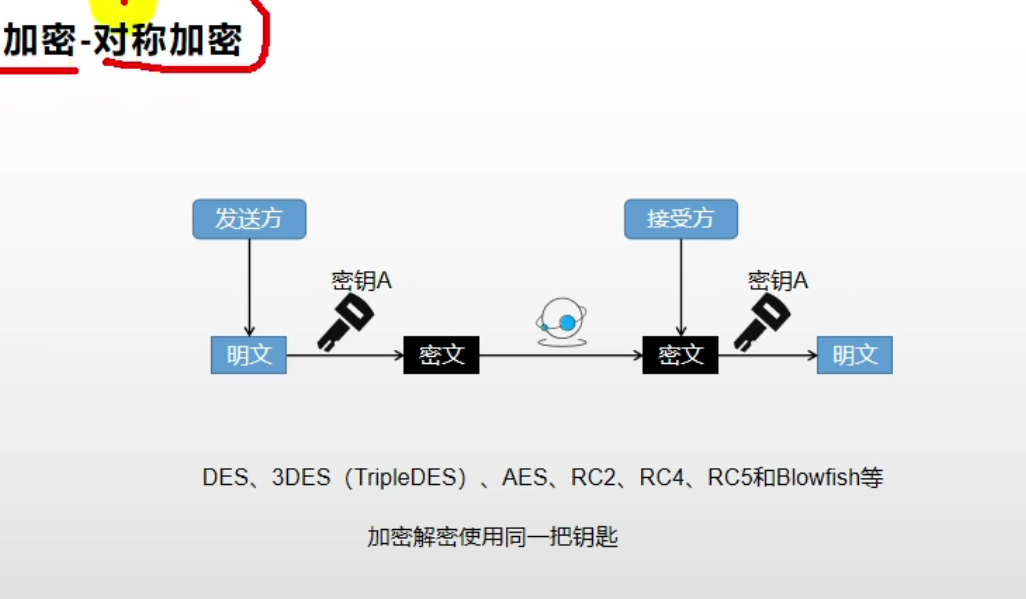 加密-对称加密
发送方
接受方
密钥A
密钥A
明文
密文
密文
明文
DES、3DES（TripleDES）、AES、RC2、RC4、RC5和Blowfish等
加密解密使用同一把钥匙